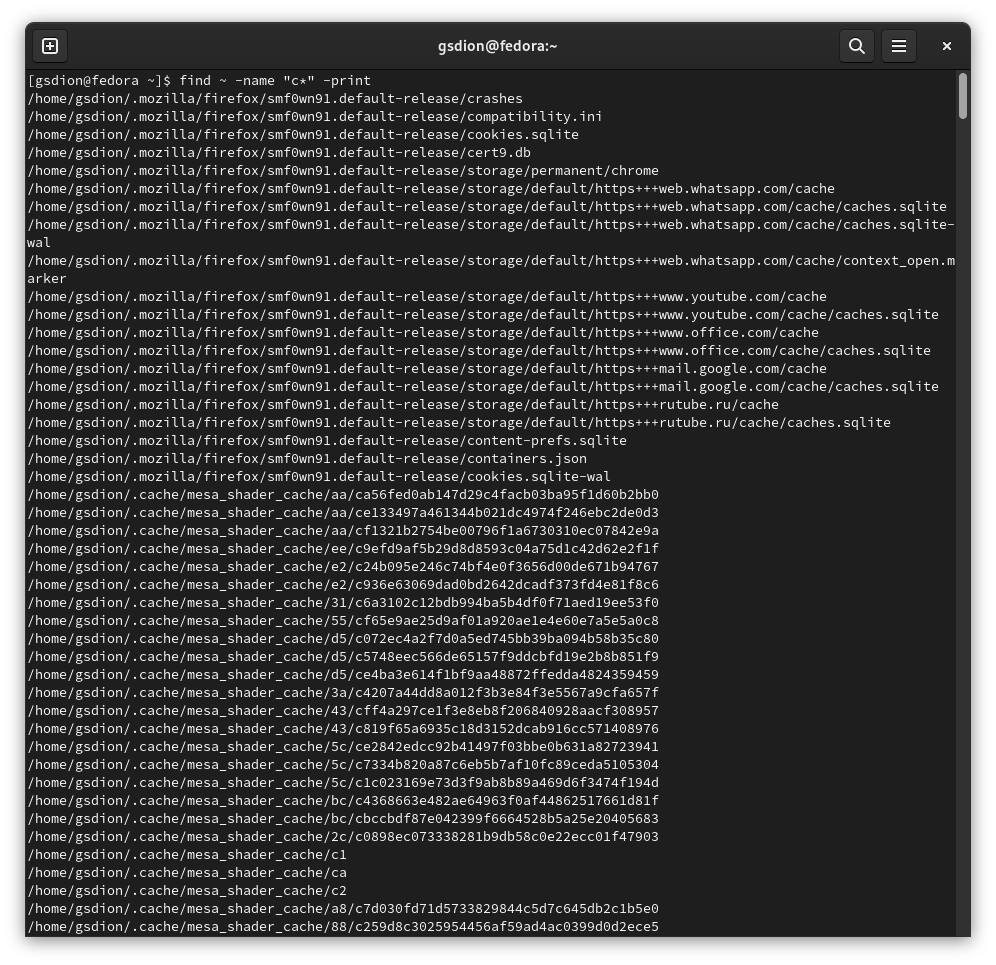 gsdion@fedora:~
[gsdion@fedora ~]$ find ~ -name "c*" -print
/home/gsdion/.mozilla/firefox/smf0wn91.default-release/crashes
/home/gsdion/.mozilla/firefox/smf0wn91.default-release/compatibility.ini
/home/gsdion/.mozilla/firefox/smf0wn91.default-release/cookies.sqlite
/home/gsdion/.mozilla/firefox/smf0wn91.default-release/cert9.db
/home/gsdion/.mozilla/firefox/smf0wn91.default-release/storage/permanent/chrome
/home/gsdion/.mozilla/firefox/smf0wn91.default-release/storage/default/https+++web.whatsapp.com/cache
/home/gsdion/.mozilla/firefox/smf0wn91.default-release/storage/default/https+++web.whatsapp.com/cache/caches.sqlite
/home/gsdion/.mozilla/firefox/smf0wn91.default-release/storage/default/https+++web.whatsapp.com/cache/caches.sqlite-
wal
/home/gsdion/.mozilla/firefox/smf0wn91.default-release/storage/default/https+++web.whatsapp.com/cache/context_open.m
arker
/home/gsdion/.mozilla/firefox/smf0wn91.default-release/storage/default/https+++www.youtube.com/cache
/home/gsdion/.mozilla/firefox/smf0wn91.default-release/storage/default/https+++www.youtube.com/cache/caches.sqlite
/home/gsdion/.mozilla/firefox/smf0wn91.default-release/storage/default/https+++www.office.com/cache
/home/gsdion/.mozilla/firefox/smf0wn91.default-release/storage/default/https+++www.office.com/cache/caches.sqlite
/home/gsdion/.mozilla/firefox/smf0wn91.default-release/storage/default/https+++mail.google.com/cache
/home/gsdion/.mozilla/firefox/smf0wn91.default-release/storage/default/https+++mail.google.com/cache/caches.sqlite
/home/gsdion/.mozilla/firefox/smf0wn91.default-release/storage/default/https+++rutube.ru/cache
/home/gsdion/.mozilla/firefox/smf0wn91.default-release/storage/default/https+++rutube.ru/cache/caches.sqlite
/home/gsdion/.mozilla/firefox/smf0wn91.default-release/content-prefs.sqlite
/home/gsdion/.mozilla/firefox/smf0wn91.default-release/containers.json
/home/gsdion/.mozilla/firefox/smf0wn91.default-release/cookies.sqlite-wal
/home/gsdion/.cache/mesa_shader_cache/aa/ca56fed0ab147d29c4facb03ba95f1d60b2bb0
/home/gsdion/.cache/mesa_shader_cache/aa/ce133497a461344b021dc4974f246ebc2de0d3
/home/gsdion/.cache/mesa_shader_cache/aa/cf1321b2754be00796f1a6730310ec07842e9a
/home/gsdion/.cache/mesa_shader_cache/ee/c9efd9af5b29d8d8593c04a75d1c42d62e2f1f
/home/gsdion/.cache/mesa_shader_cache/e2/c24b095e246c74bf4e0f3656d00de671b94767
/home/gsdion/.cache/mesa_shader_cache/e2/c936e63069dad0bd2642dcadf373fd4e81f8c6
/home/gsdion/.cache/mesa_shader_cache/31/c6a3102c12bdb994ba5b4df0f71aed19ee53f0
/home/gsdion/.cache/mesa_shader_cache/55/cf65e9ae25d9af01a920ae1e4e60e7a5e5a0c8
/home/gsdion/.cache/mesa_shader_cache/d5/c072ec4a2f7d0a5ed745bb39ba094b58b35c80
/home/gsdion/.cache/mesa_shader_cache/d5/c5748eec566de65157f9ddcbfd19e2b8b851f9
/home/gsdion/.cache/mesa_shader_cache/d5/ce4ba3e614f1bf9aa48872ffedda4824359459
/home/gsdion/.cache/mesa_shader_cache/3a/c4207a44dd8a012f3b3e84f3e5567a9cfa657f
/home/gsdion/.cache/mesa_shader_cache/43/cff4a297ce1f3e8eb8f206840928aacf308957
/home/gsdion/.cache/mesa_shader_cache/43/c819f65a6935c18d3152dcab916cc571408976
/home/gsdion/.cache/mesa_shader_cache/5c/ce2842edcc92b41497f03bbe0b631a82723941
/home/gsdion/.cache/mesa_shader_cache/5c/c7334b820a87c6eb5b7af10fc89ceda5105304
/home/gsdion/.cache/mesa_shader_cache/5c/c1c023169e73d3f9ab8b89a469d6f3474f194d
/home/gsdion/.cache/mesa_shader_cache/bc/c4368663e482ae64963f0af44862517661d81f
/home/gsdion/.cache/mesa_shader_cache/bc/cbccbdf87e042399f6664528b5a25e20405683
/home/gsdion/.cache/mesa_shader_cache/2c/c0898ec073338281b9db58c0e22ecc01f47903
/home/gsdion/.cache/mesa_shader_cache/c1
/home/gsdion/.cache/mesa_shader_cache/ca
/home/gsdion/.cache/mesa_shader_cache/c2
/home/gsdion/.cache/mesa_shader_cache/a8/c7d030fd71d5733829844c5d7c645db2c1b5e0
/home/gsdion/.cache/mesa_shader_cache/88/c259d8c3025954456af59ad4ac0399d0d2ece5